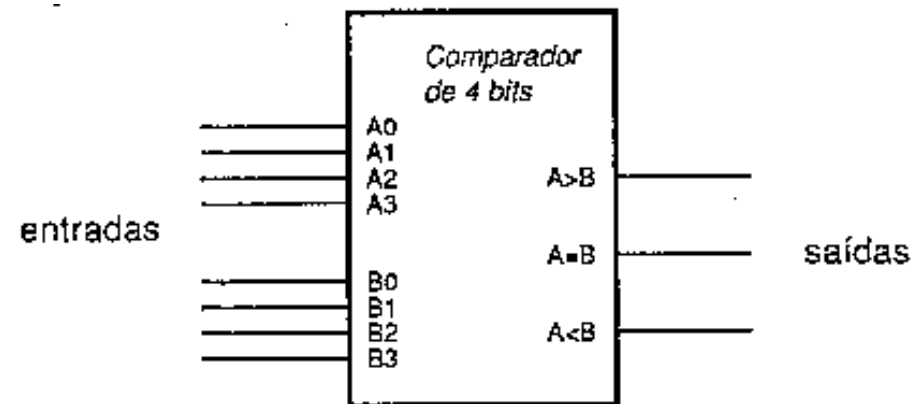 Comparador
de 4 bits
entradas
A0
A1
A2
A3
B0
B1
B2
B3
A>B
A=B
A<B
saídas